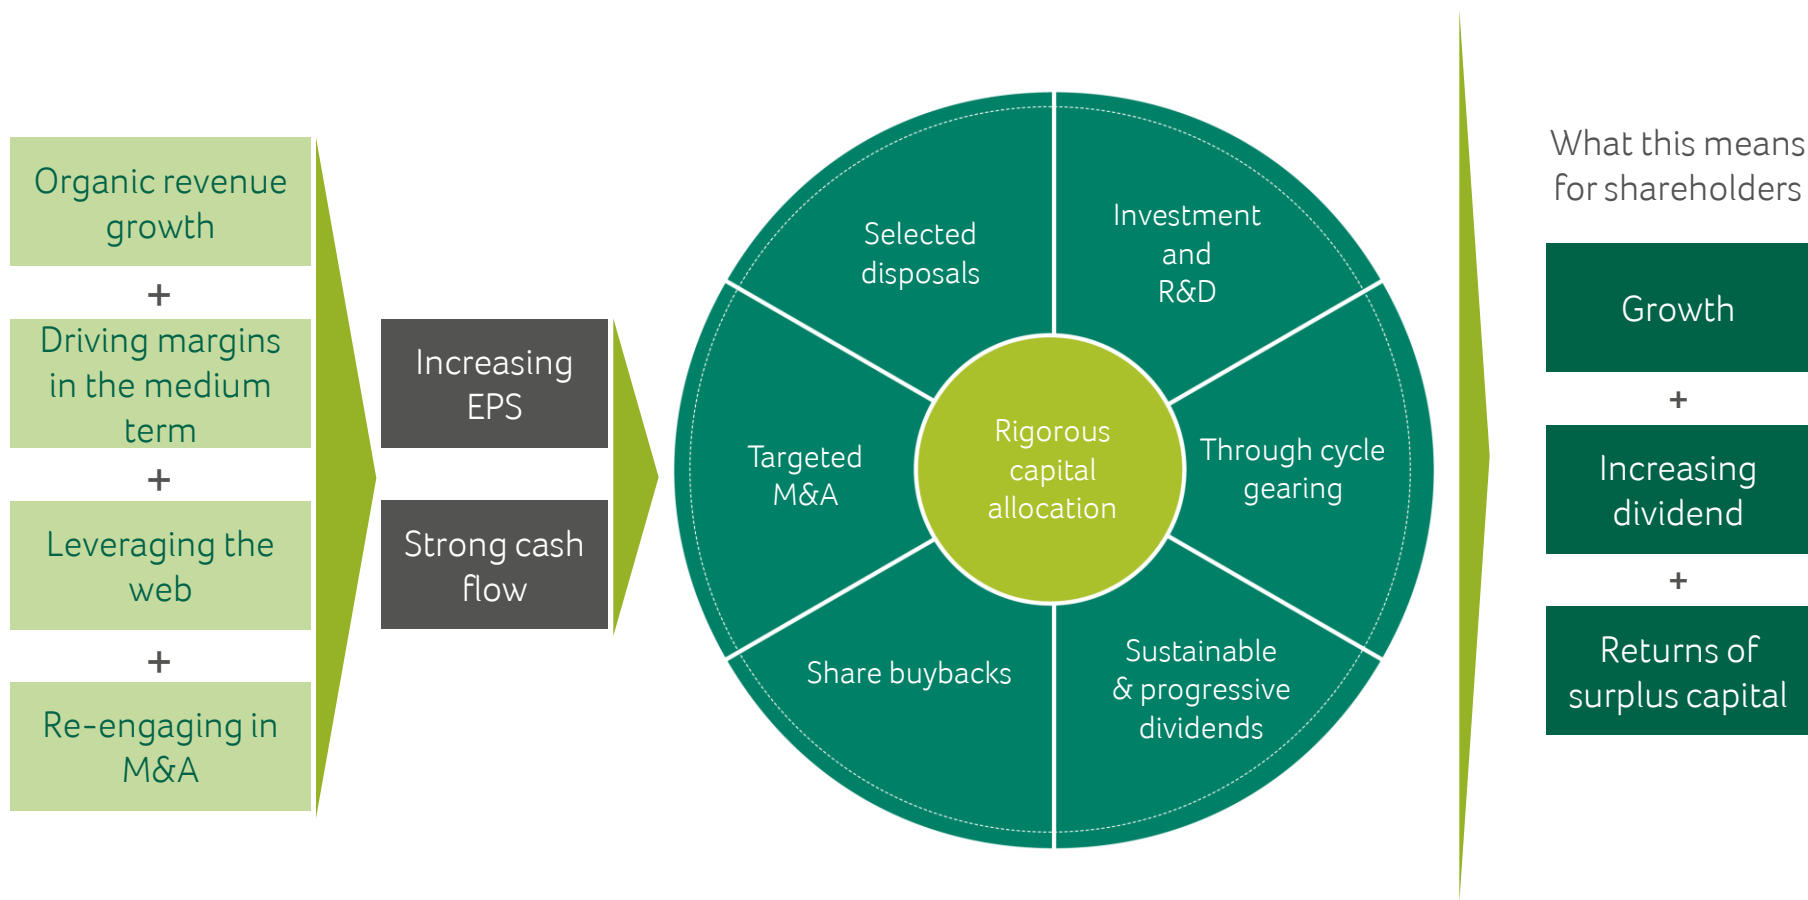 Organic revenue
growth
+
Driving margins
in the medium
term
+
Leveraging the
web
+
Re-engaging in
M&A
Increasing
EPS
Strong cash
flow
Selected
disposals
Investment
and
R&D
Targeted
M&A
Rigorous
capital
allocation
Through cycle
gearing
Share buybacks
Sustainable
& progressive
dividends
What this means
for shareholders
Growth
+
Increasing
dividend
+
Returns of
surplus capital